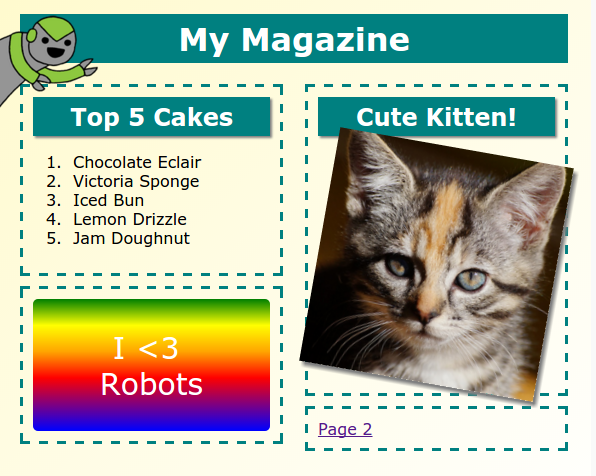 My Magazine
Top 5 Cakes
1. Chocolate Eclair
2. Victoria Sponge
3. Iced Bun
4. Lemon Drizzle
5. Jam Doughnut
I <3
Robots
Cute Kitten!
Page 2